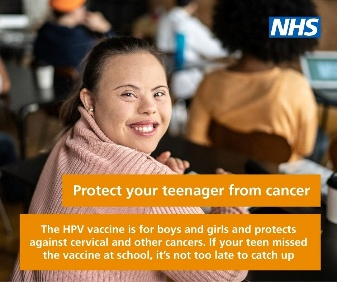 NHS
Protect your teenager from cancer
The HPV vaccine is for boys and girls and protects
against cervical and other cancers. If your teen missed
the vaccine at school, it's not too late to catch up